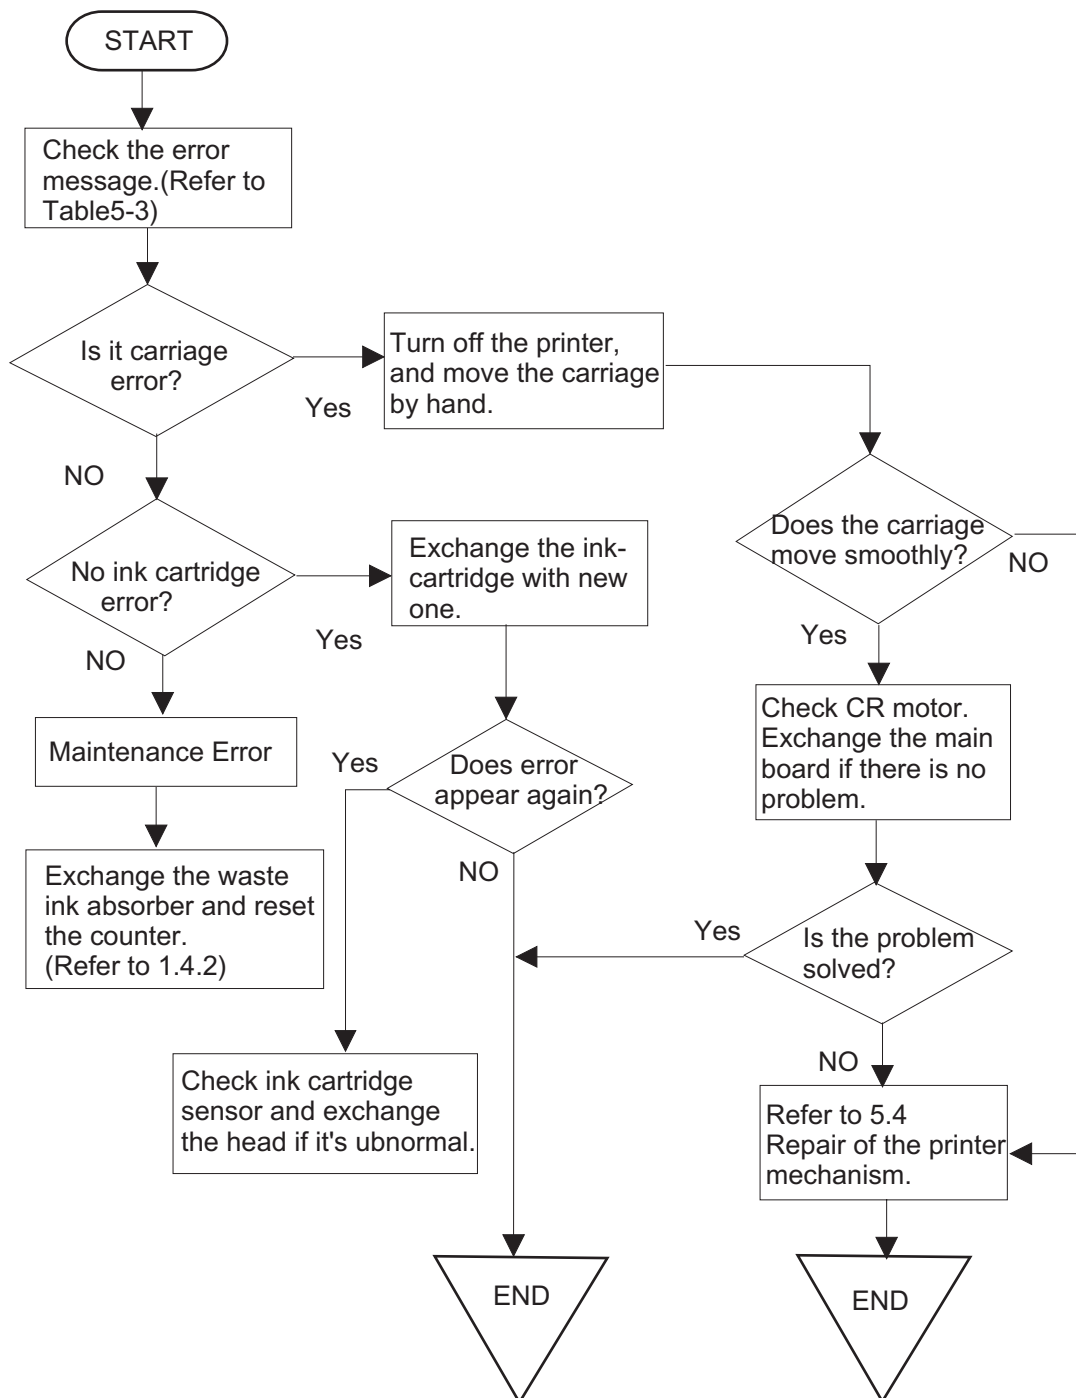 START
Check the error
message.(Refer to
Table5-3)
Is it carriage
error?
Yes
Turn off the printer,
and move the carriage
by hand.
NO
Does the carriage
move smoothly?
NO
No ink cartridge
error?
Yes
Exchange the ink-
cartridge with new
one.
Yes
NO
Check CR motor.
Exchange the main
board if there is no
problem.
Maintenance Error
Yes
Does error
appear again?
NO
Exchange the waste
ink absorber and reset
the counter.
(Refer to 1.4.2)
Yes
Is the problem
solved?
NO
Check ink cartridge
sensor and exchange
the head if it's ubnormal.
Refer to 5.4
Repair of the printer
mechanism.
END
END